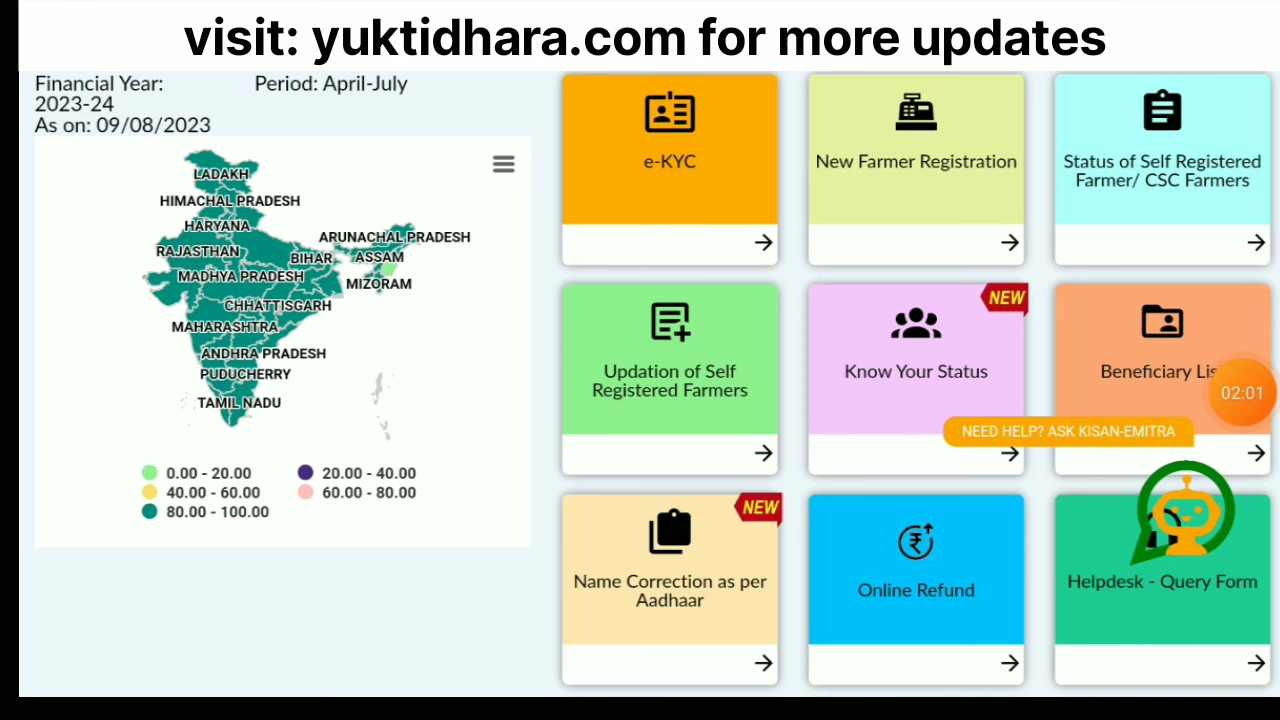 visit: yuktidhara.com for more updates
Financial Year:
2023-24
Period: April-July
As on: 09/08/2023
LADAKH
HIMACHAL PRADESH
HARYANA
ARUNACHAL PRADESH
RAJASTHAN
BIHAR
ASSAM
MADHYA PRADESH
MIZORAM
CHHATTISGARH
MAHARASHTRA
ANDHRA PRADESH
PUDUCHERRY
TAMIL NADU
0.00 - 20.00
20.00 - 40.00
40.00 - 60.00
60.00 - 80.00
80.00 - 100.00
e-KYC
New Farmer Registration
Status of Self Registered
Farmer/ CSC Farmers
Updation of Self
Registered Farmers
NEW
Know Your Status
Beneficiary Lis
02:01
NEED HELP? ASK KISAN-EMITRA
NEW
Name Correction as per
Aadhaar
Online Refund
Helpdesk - Query Form